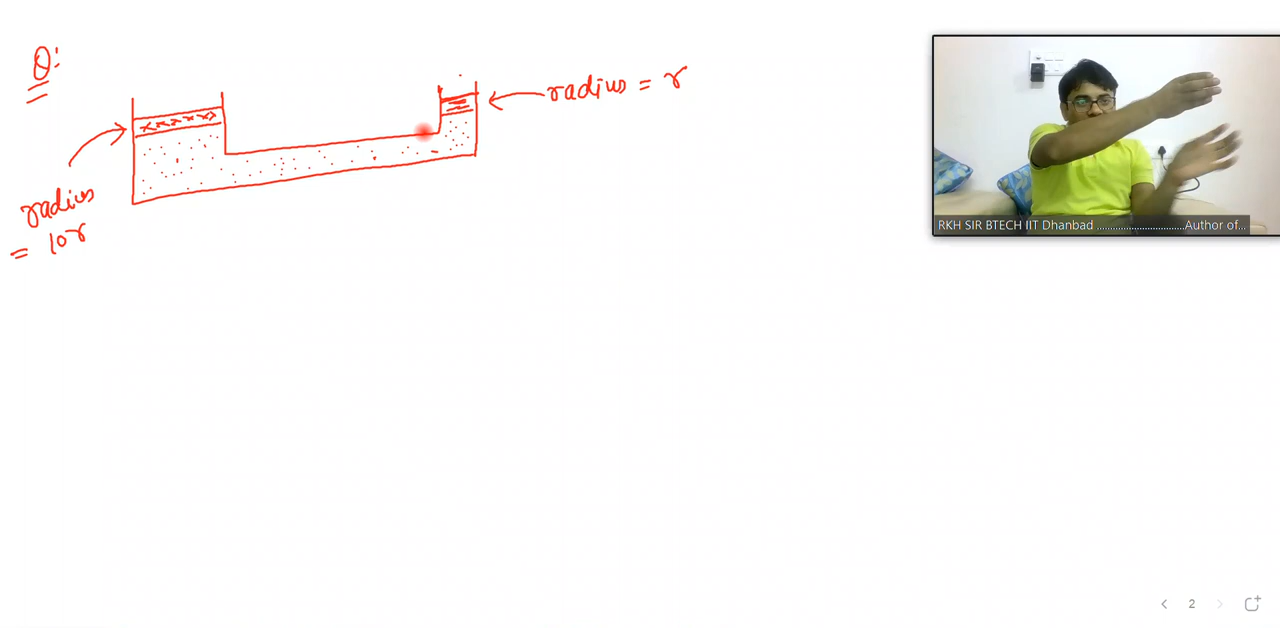 Q:
radius = r
radius
= 10r
RKH SIR BTECH IIT Dhanbad ..................................Author of...
2